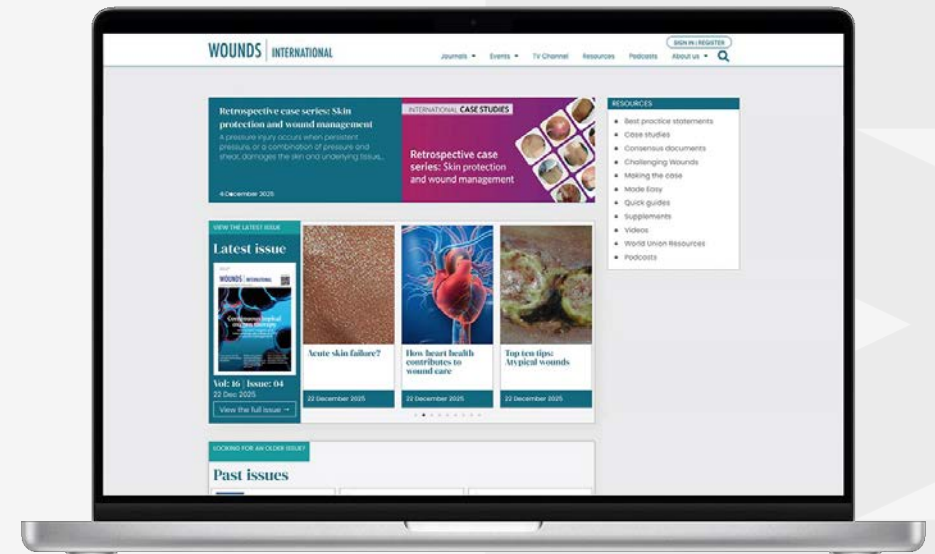 WOUNDS | INTERNATIONAL
SIGN IN | REGISTER
Journals Events TV Channel Resources Podcasts About us
Retrospective case series: Skin
protection and wound management
A pressure injury occurs when persistent
pressure, or a combination of pressure and
shear, damages the skin and underlying tissue,...
4 December 2025
INTERNATIONAL CASE STUDIES
Retrospective case
series: Skin protection
and wound management
RESOURCES
Best practice statements
Case studies
Consensus documents
Challenging Wounds
Making the case
Made Easy
Quick guides
Supplements
Videos
World Union Resources
Podcasts
VIEW THE LATEST ISSUE
Latest issue
WOUNDS | INTERNATIONAL
Continuous topical
oxygen therapy
Vol: 16 | Issue: 04
22 Dec 2025
View the full issue →
Acute skin failure?
22 December 2025
How heart health
contributes to
wound care
22 December 2025
Top ten tips:
Atypical wounds
22 December 2025
LOOKING FOR AN OLDER ISSUE?
Past issues